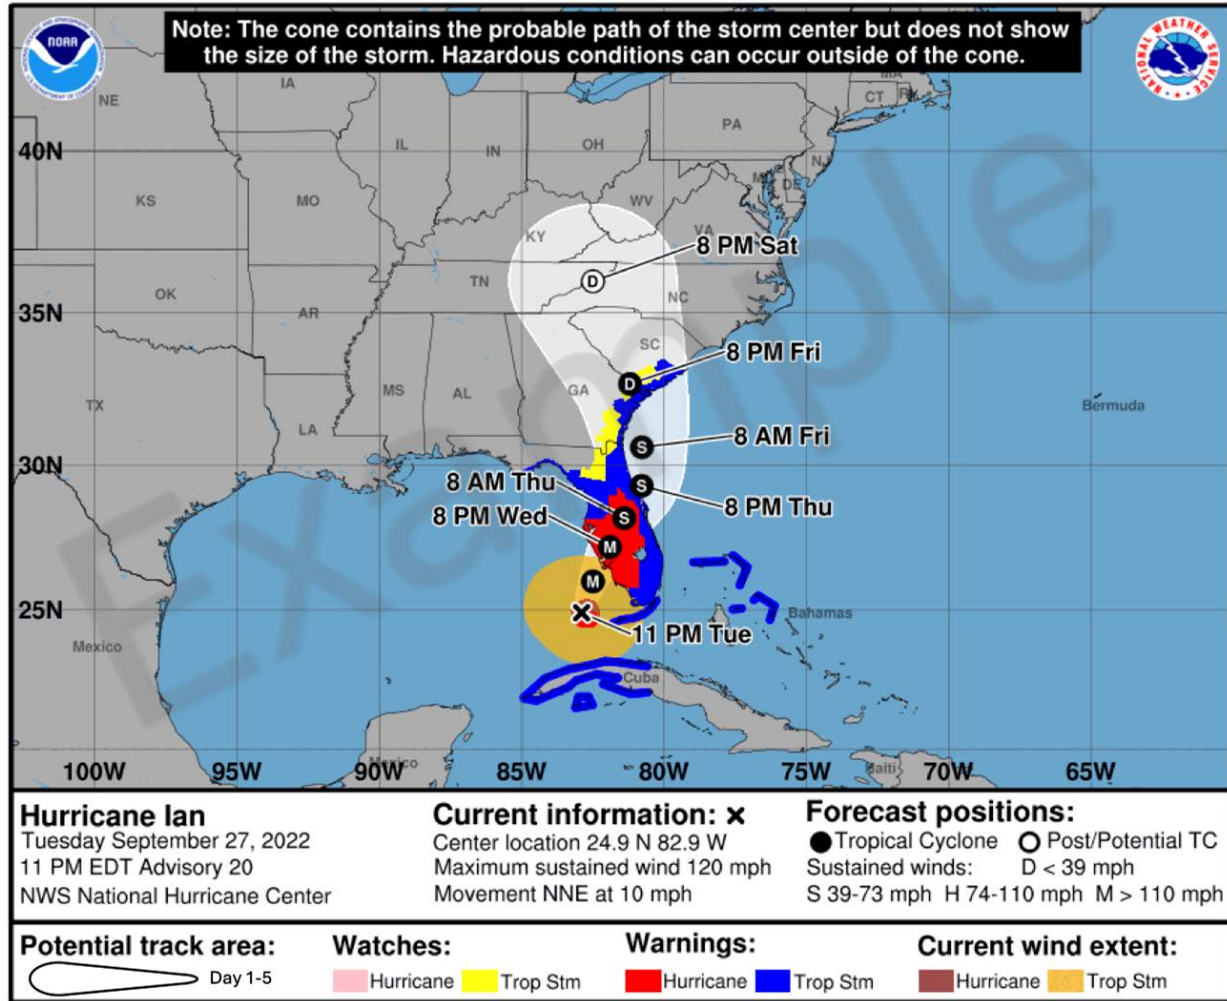 Note: The cone contains the probable path of the storm center but does not show
the size of the storm. Hazardous conditions can occur outside of the cone.
NOAA
NATIONAL WEATHER SERVICE
NE
IA
IL
IN
OH
PA
CT
MA
NJ
DE
40N
KS
MO
KY
WV
VA
8 PM Sat
D
OK
TN
NC
35N
AR
SC
8 PM Fri
D
TX
MS
AL
GA
Bermuda
LA
8 AM Fri
S
30N
8 AM Thu
S
8 PM Thu
S
8 PM Wed
M
M
25N
11 PM Tue
Bahamas
Mexico
Cuba
Mexico
Haiti
100W 95W 90W 85W 80W 75W 70W 65W
Example
Hurricane Ian
Tuesday September 27, 2022
11 PM EDT Advisory 20
NWS National Hurricane Center
Current information: x
Center location 24.9 N 82.9 W
Maximum sustained wind 120 mph
Movement NNE at 10 mph
Forecast positions:
Tropical Cyclone Post/Potential TC
Sustained winds: D < 39 mph
S 39-73 mph H 74-110 mph M > 110 mph
Potential track area:
Day 1-5
Watches:
Hurricane Trop Stm
Warnings:
Hurricane Trop Stm
Current wind extent:
Hurricane Trop Stm